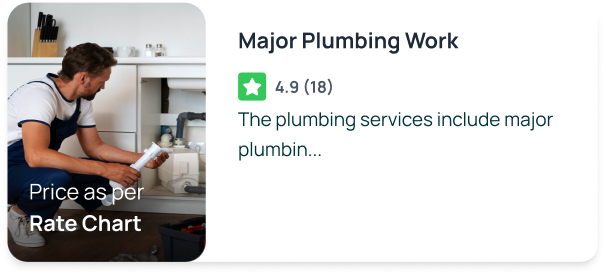 Major Plumbing Work
4.9 (18)
The plumbing services include major
plumbin...
Price as per
Rate Chart